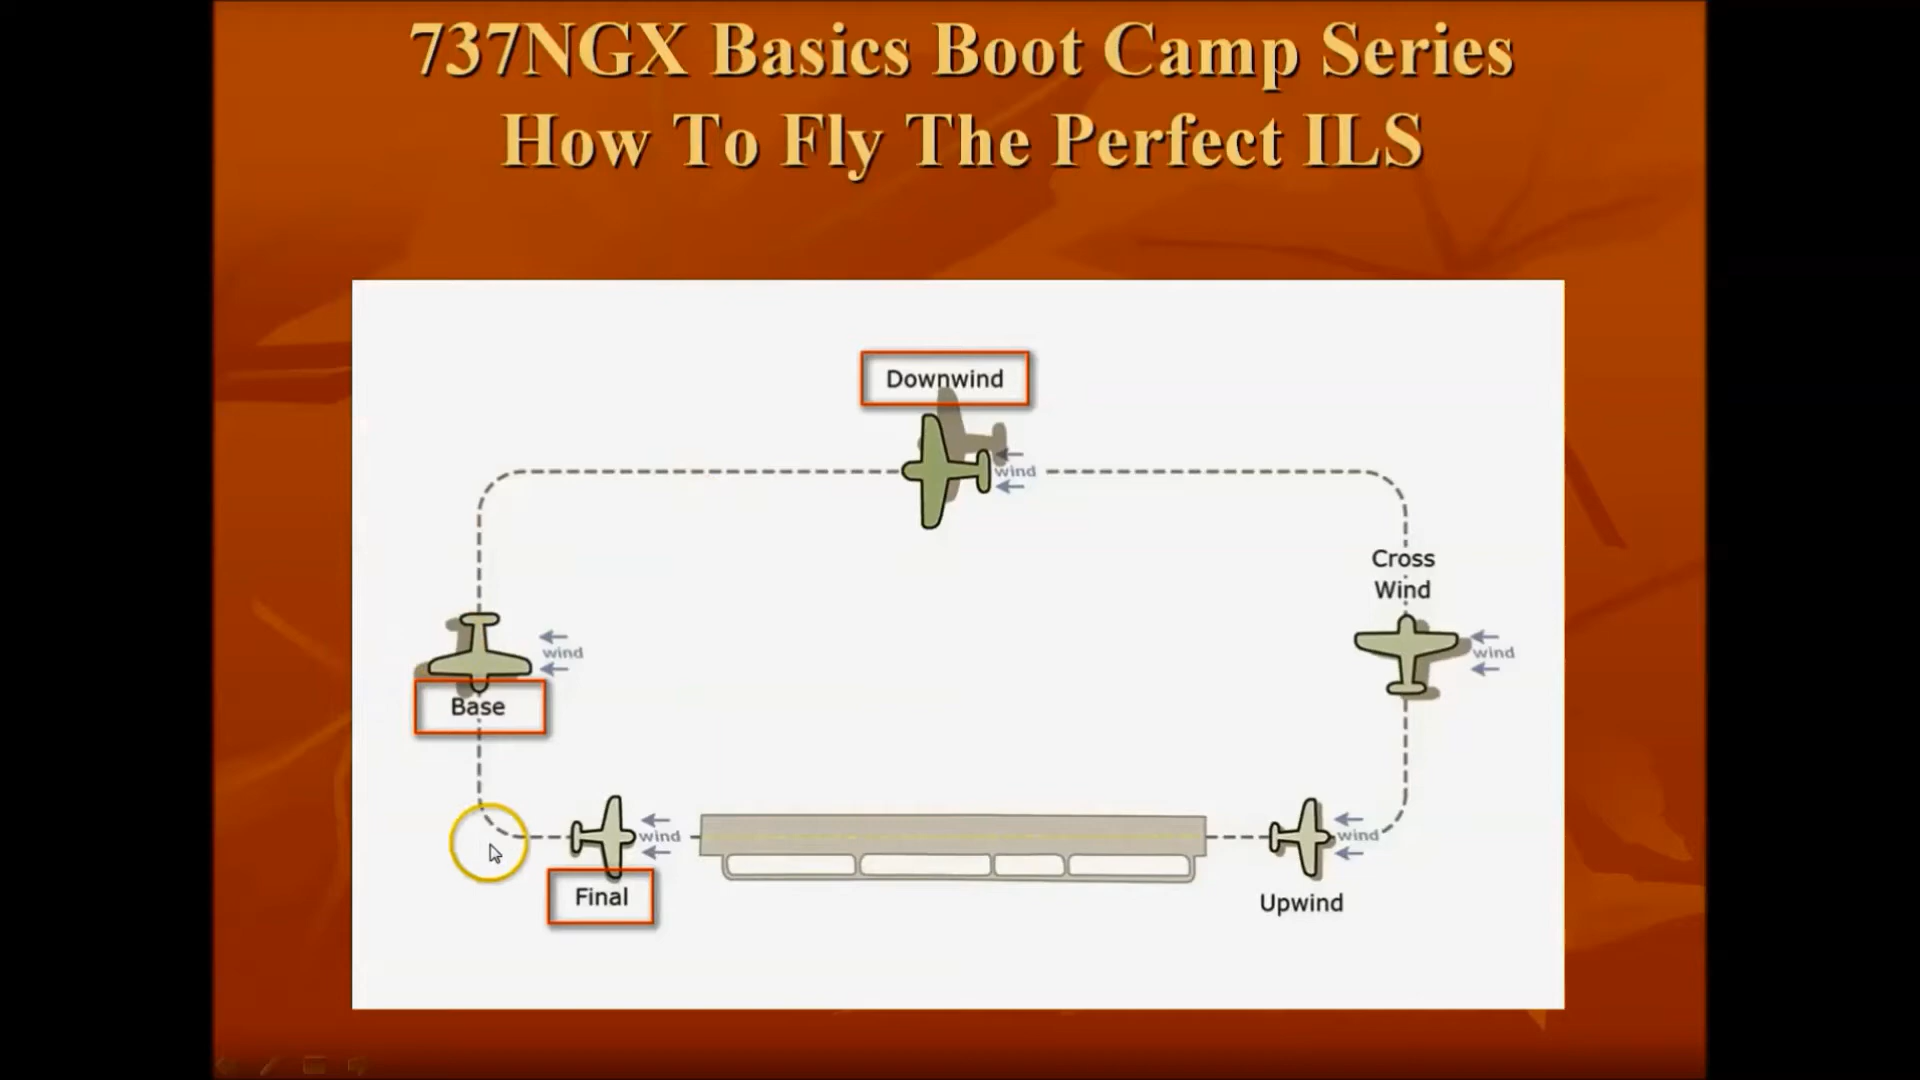 737NGX Basics Boot Camp Series
How To Fly The Perfect ILS
Downwind
wind
Cross
Wind
wind
wind
Base
wind
wind
Final
Upwind